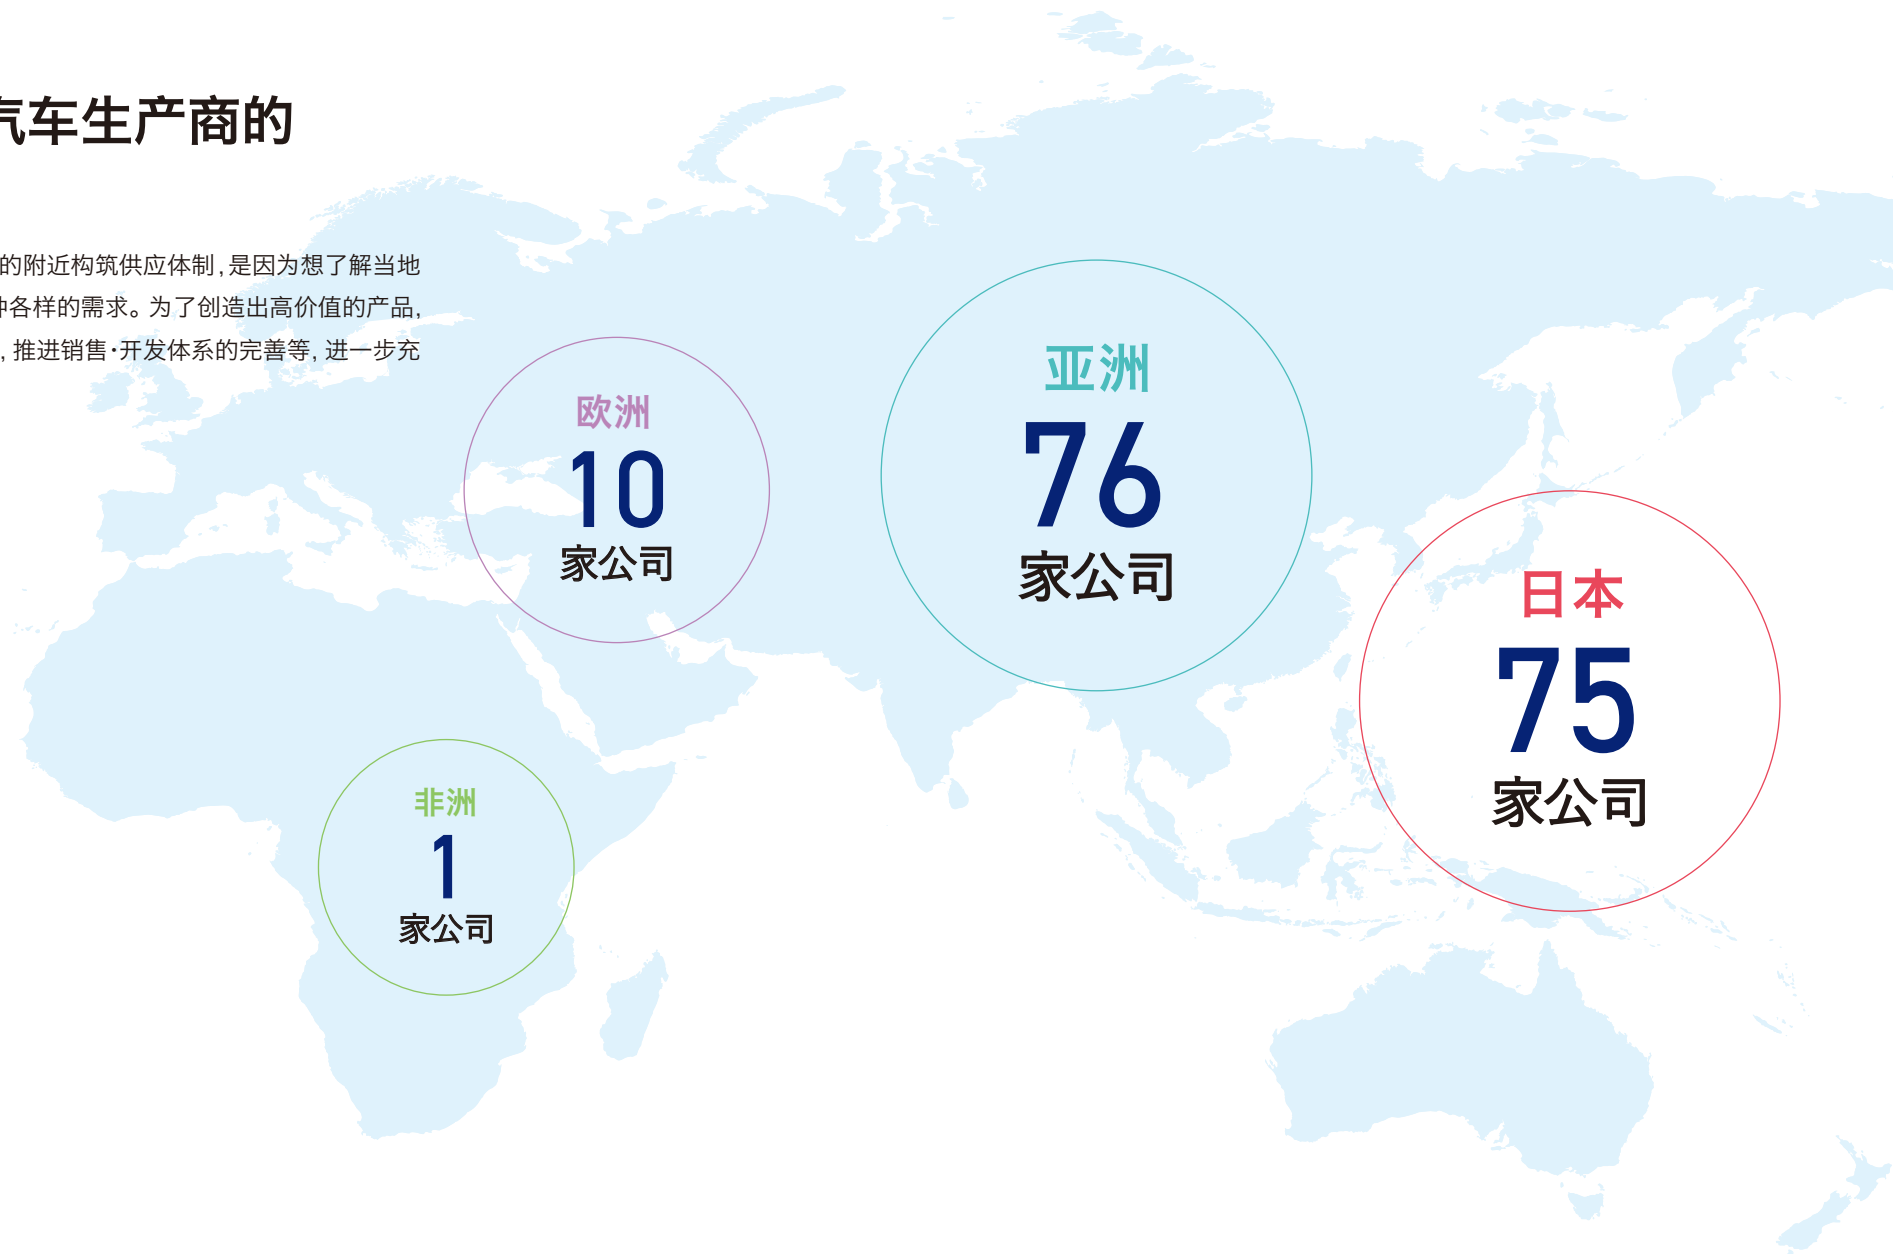 汽车生产商的
的附近构筑供应体制，是因为想了解当地
种各样的需求。为了创造出高价值的产品，
，推进销售・开发体系的完善等，进一步充
欧洲
10
家公司
亚洲
76
家公司
日本
75
家公司
非洲
1
家公司